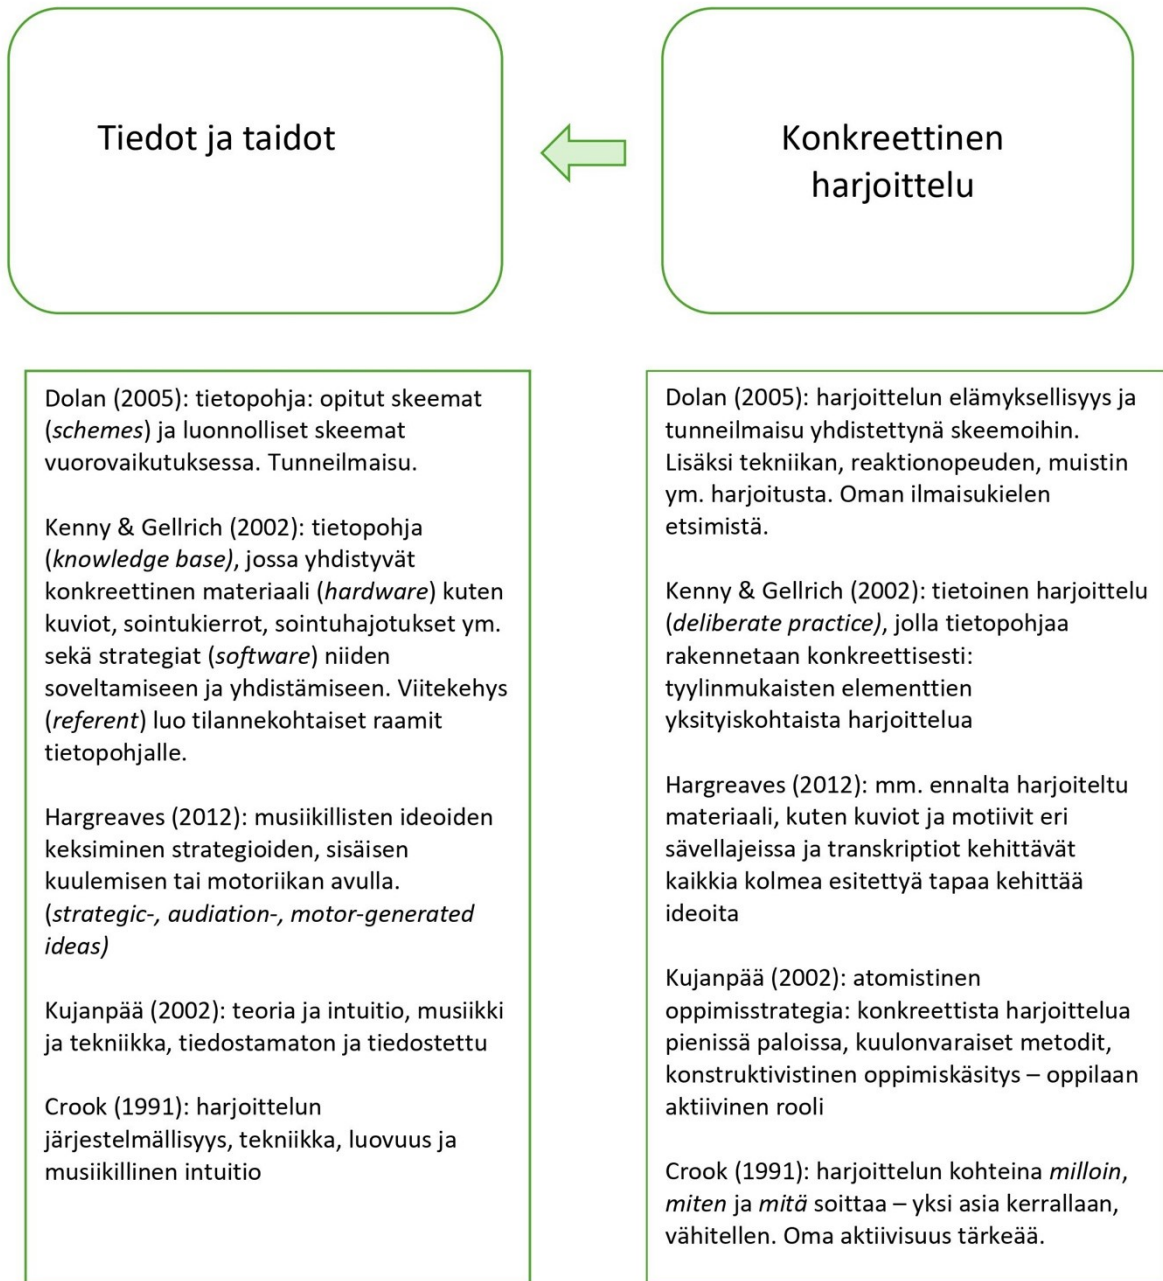 Tiedot ja taidot
Konkreettinen
harjoittelu
Dolan (2005): tietopohja: opitut skeemat
(schemes) ja luonnolliset skeemat
vuorovaikutuksessa. Tunneilmaisu.
Kenny & Gellrich (2002): tietopohja
(knowledge base), jossa yhdistyvät
konkreettinen materiaali (hardware) kuten
kuviot, sointukierrot, sointuhajotukset ym.
sekä strategiat (software) niiden
soveltamiseen ja yhdistämiseen. Viitekehys
(referent) luo tilannekohtaiset raamit
tietopohjalle.
Hargreaves (2012): musiikillisten ideoiden
keksiminen strategioiden, sisäisen
kuulemisen tai motoriikan avulla.
(strategic-, audiation-, motor-generated
ideas)
Kujanpää (2002): teoria ja intuitio, musiikki
ja tekniikka, tiedostamaton ja tiedostettu
Crook (1991): harjoittelun
järjestelmällisyys, tekniikka, luovuus ja
musiikillinen intuitio
Dolan (2005): harjoittelun elämyksellisyys ja
tunneilmaisu yhdistettynä skeemoihin.
Lisäksi tekniikan, reaktionopeuden, muistin
ym. harjoitusta. Oman ilmaisukielen
etsimistä.
Kenny & Gellrich (2002): tietoinen harjoittelu
(deliberate practice), jolla tietopohjaa
rakennetaan konkreettisesti:
tyylinmukaisten elementtien
yksityiskohtaista harjoittelua
Hargreaves (2012): mm. ennalta harjoiteltu
materiaali, kuten kuviot ja motiivit eri
sävellajeissa ja transkriptiot kehittävät
kaikkia kolmea esitettyä tapaa kehittää
ideoita
Kujanpää (2002): atomistinen
oppimisstrategia: konkreettista harjoittelua
pienissä paloissa, kuulonvaraiset metodit,
konstruktivistinen oppimiskäsitys – oppilaan
aktiivinen rooli
Crook (1991): harjoittelun kohteina milloin,
miten ja mitä soittaa – yksi asia kerrallaan,
vähitellen. Oma aktiivisuus tärkeää.